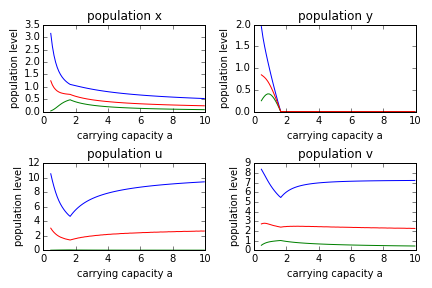 population x
population y
population level
3.5
3.0
2.5
2.0
1.5
1.0
0.5
0.0
0 2 4 6 8 10
carrying capacity a
population level
2.0
1.5
1.0
0.5
0.0
0 2 4 6 8 10
carrying capacity a
population u
population v
population level
12
10
8
6
4
2
0
0 2 4 6 8 10
carrying capacity a
population level
9
8
7
6
5
4
3
2
1
0
0 2 4 6 8 10
carrying capacity a